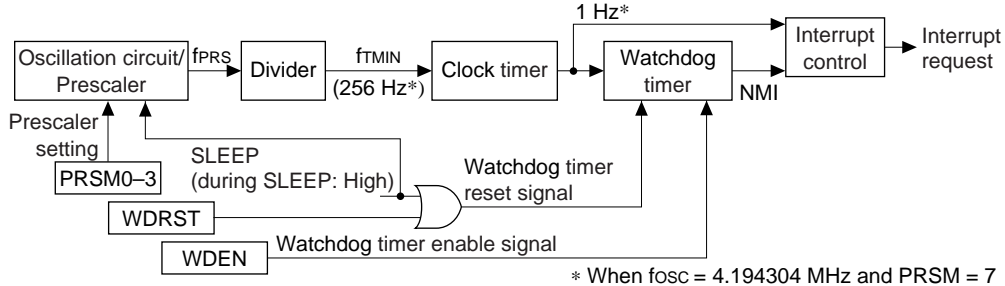 1 Hz*
Oscillation circuit/
Prescaler
fPRS
Divider
fTMIN
(256 Hz*)
Clock timer
Watchdog
timer
NMI
Interrupt
control
Interrupt
request
Prescaler
setting
PRSM0–3
SLEEP
(during SLEEP: High)
Watchdog timer
reset signal
WDRST
WDEN
Watchdog timer enable signal
* When fOSC = 4.194304 MHz and PRSM = 7